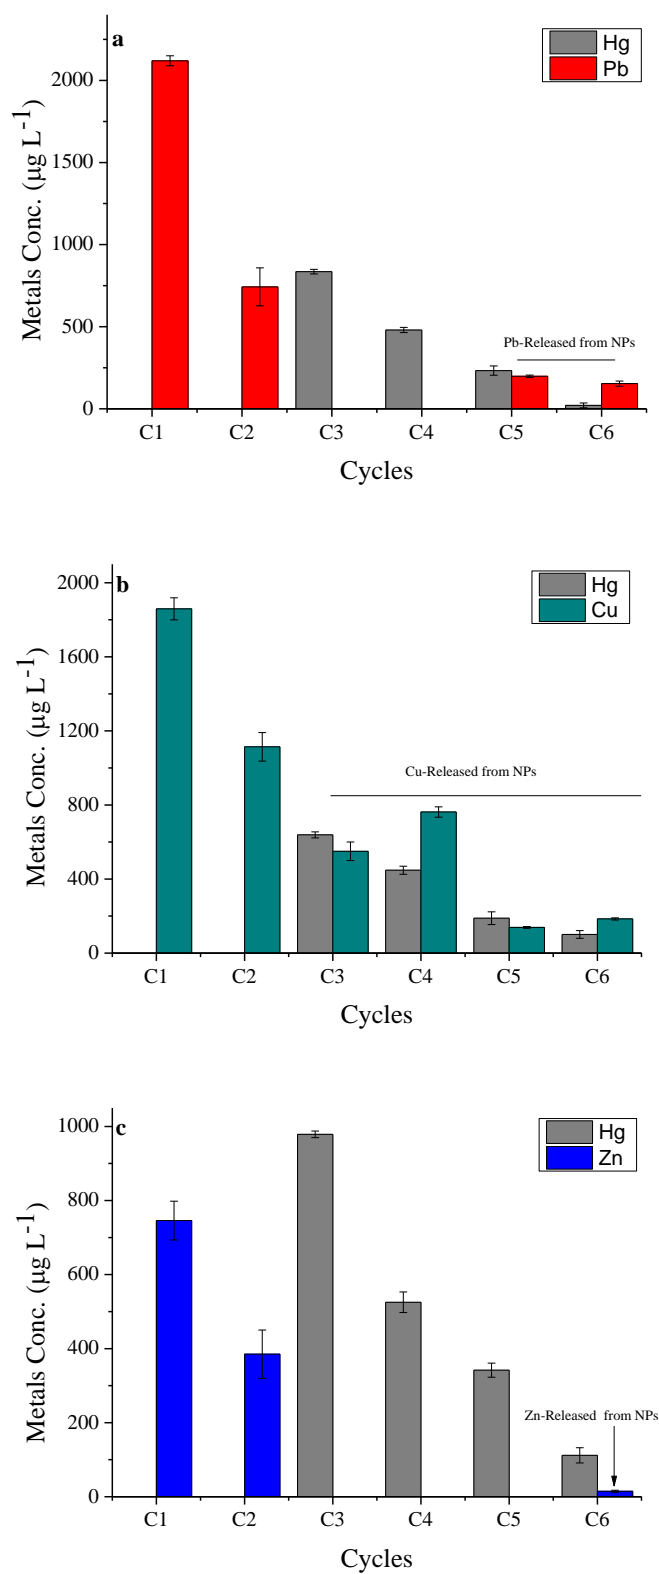 a
Hg
Pb
2000
1500
1000
500
0
Metals Conc. (µg L⁻¹)
Pb-Released from NPs
C1 C2 C3 C4 C5 C6
Cycles
b
Hg
Cu
2000
1600
1200
800
400
0
Metals Conc. (µg L⁻¹)
Cu-Released from NPs
C1 C2 C3 C4 C5 C6
Cycles
c
Hg
Zn
1000
800
600
400
200
0
Metals Conc. (µg L⁻¹)
Zn-Released from NPs
C1 C2 C3 C4 C5 C6
Cycles